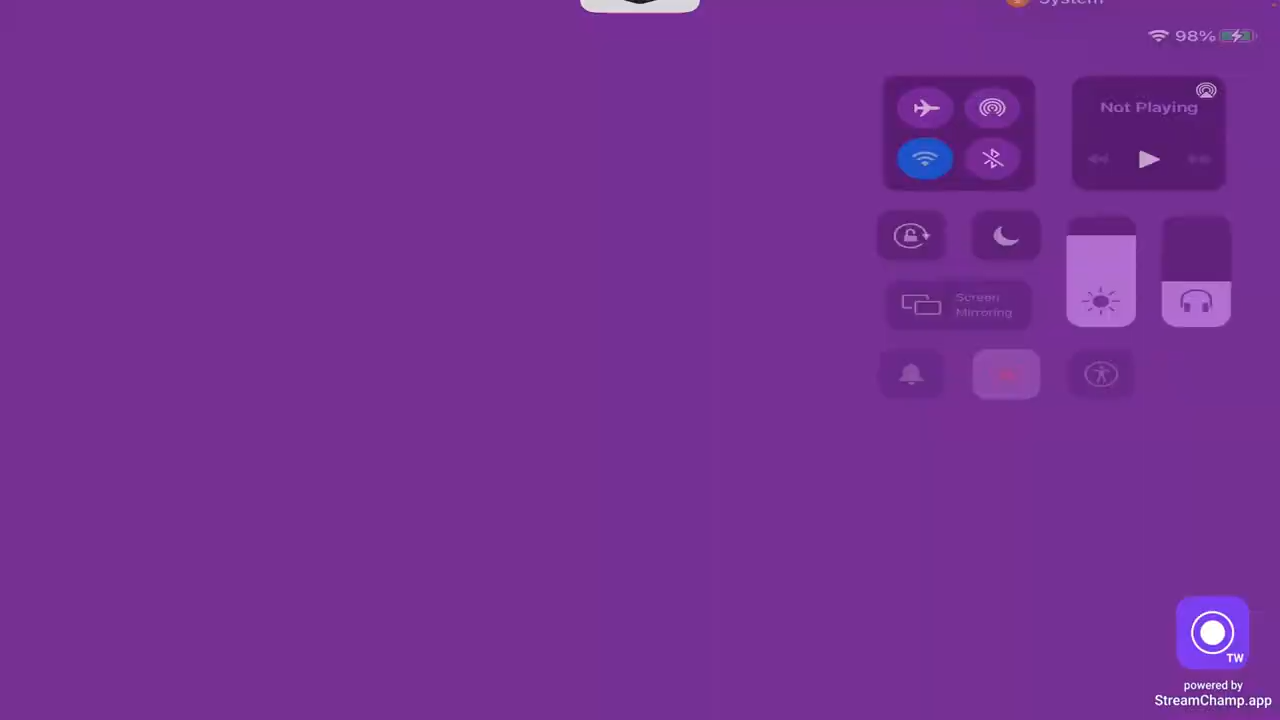 System
98%
Not Playing
Screen
Mirroring
TW
powered by
StreamChamp.app